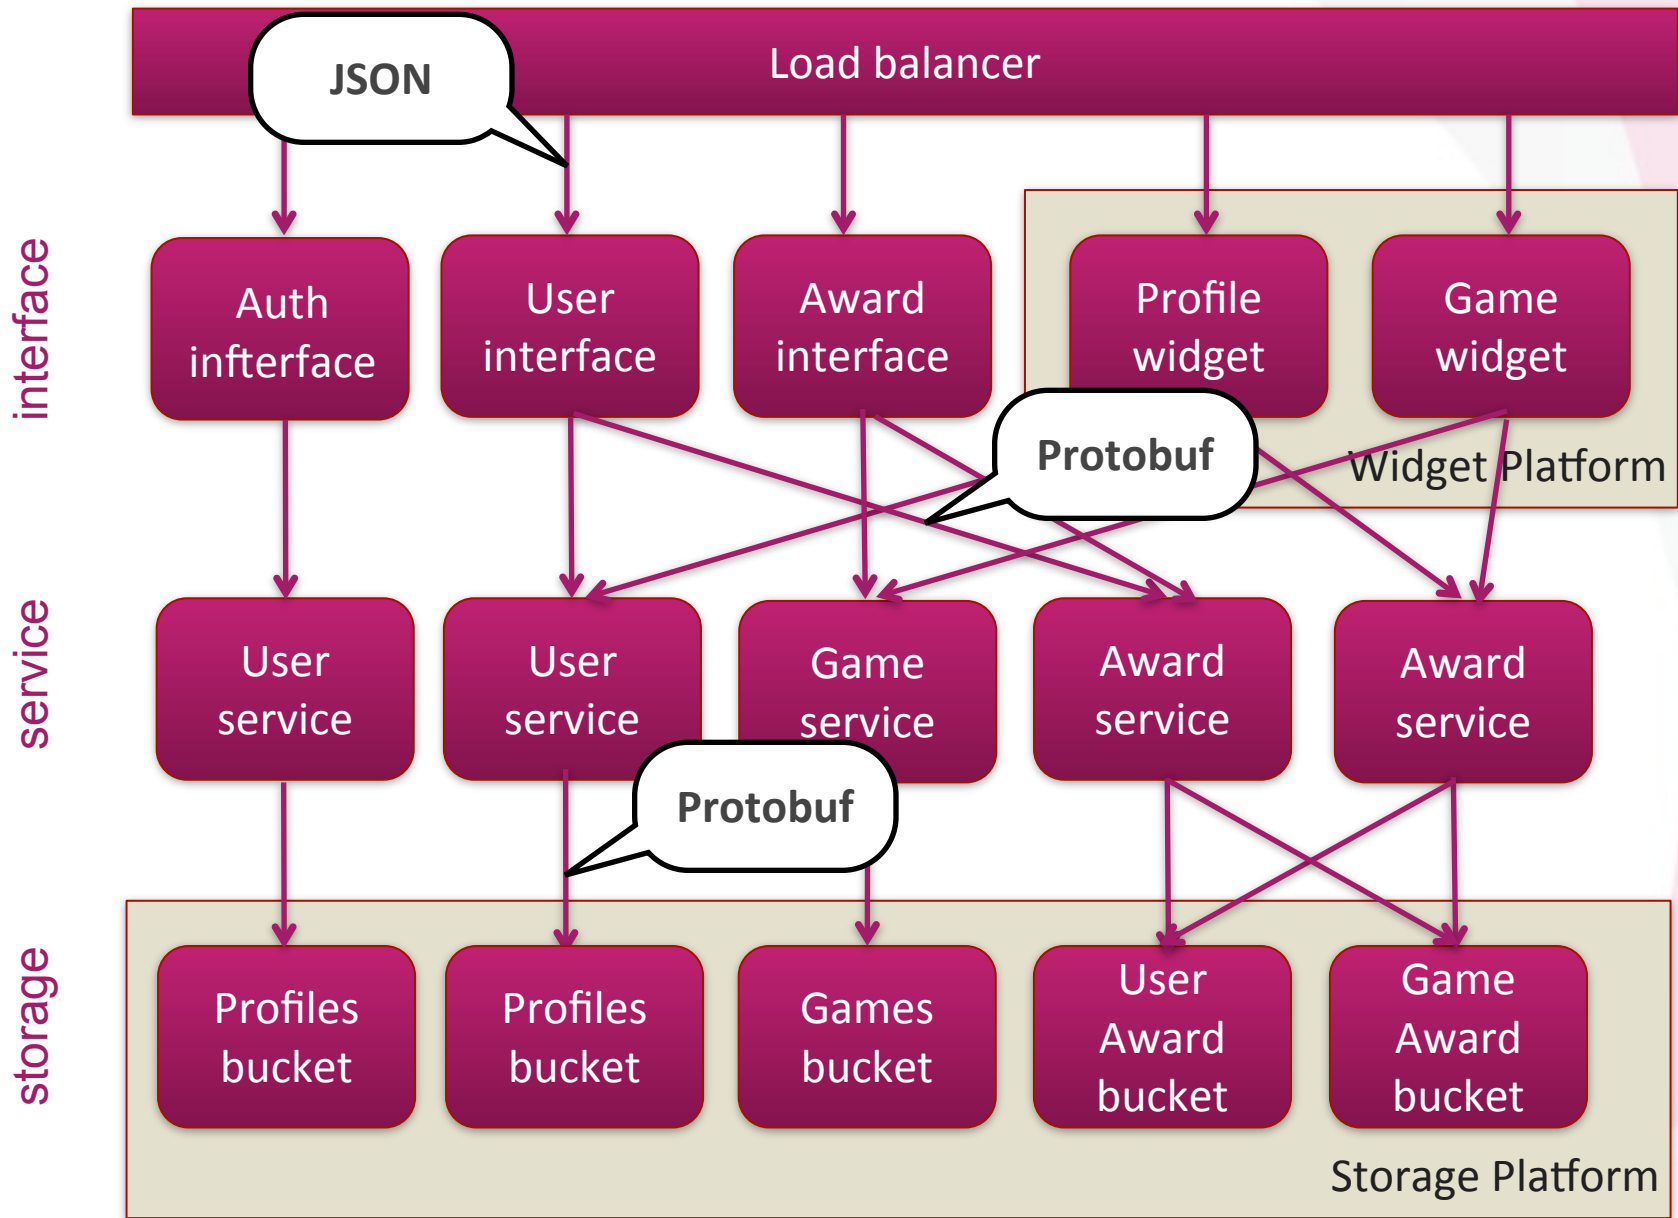 Load balancer
JSON
interface
Auth
infterface
User
interface
Award
interface
Profile
widget
Game
widget
Widget Platform
Protobuf
service
User
service
User
service
Game
service
Award
service
Award
service
Protobuf
storage
Profiles
bucket
Profiles
bucket
Games
bucket
User
Award
bucket
Game
Award
bucket
Storage Platform